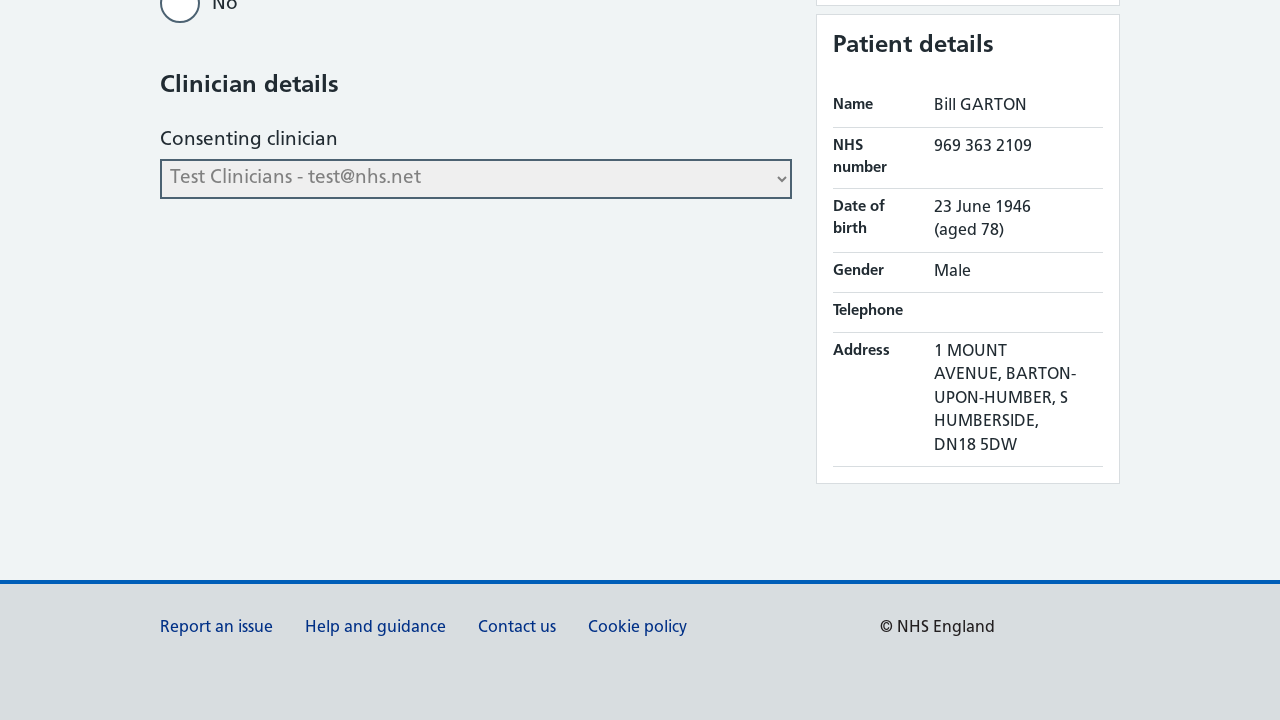 No
Clinician details
Consenting clinician
Test Clinicians - test@nhs.net
Patient details
Name Bill GARTON
NHS number 969 363 2109
Date of birth 23 June 1946 (aged 78)
Gender Male
Telephone
Address 1 MOUNT
AVENUE, BARTON-
UPON-HUMBER, S
HUMBERSIDE,
DN18 5DW
Report an issue Help and guidance Contact us Cookie policy © NHS England